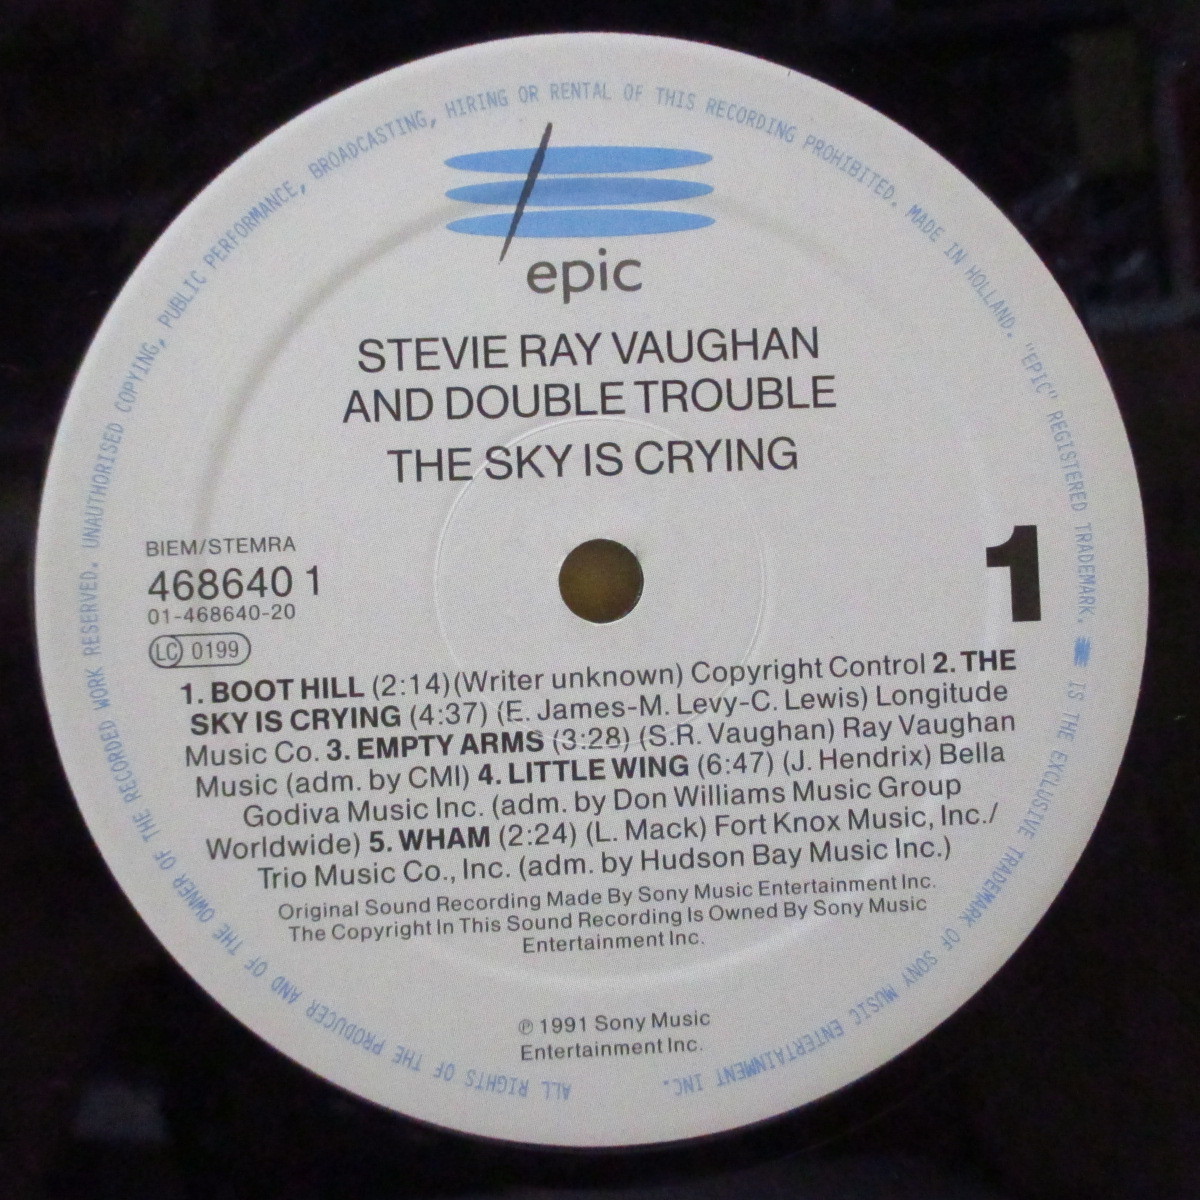 epic
STEVIE RAY VAUGHAN
AND DOUBLE TROUBLE
THE SKY IS CRYING
BIEM/STEMRA
468640 1
01-468640-20
LC 0199
1
1. BOOT HILL (2:14)(Writer unknown) Copyright Control 2. THE
SKY IS CRYING (4:37) (E. James-M. Levy-C. Lewis) Longitude
Music Co. 3. EMPTY ARMS (3:28) (S.R. Vaughan) Ray Vaughan
Music (adm. by CMI) 4. LITTLE WING (6:47) (J. Hendrix) Bella
Godiva Music Inc. (adm. by Don Williams Music Group
Worldwide) 5. WHAM (2:24) (L. Mack) Fort Knox Music, Inc./
Trio Music Co., Inc. (adm. by Hudson Bay Music Inc.)
Original Sound Recording Made By Sony Music Entertainment Inc.
The Copyright In This Sound Recording Is Owned By Sony Music
Entertainment Inc.
℗ 1991 Sony Music
Entertainment Inc.
ALL RIGHTS OF THE PRODUCER AND OF THE OWNER OF THE RECORDED WORK RESERVED. UNAUTHORISED COPYING, PUBLIC PERFORMANCE, BROADCASTING, HIRING OR RENTAL OF THIS RECORDING PROHIBITED. MADE IN HOLLAND. "EPIC" REGISTERED TRADEMARK. IS THE EXCLUSIVE TRADEMARK OF SONY MUSIC ENTERTAINMENT INC.